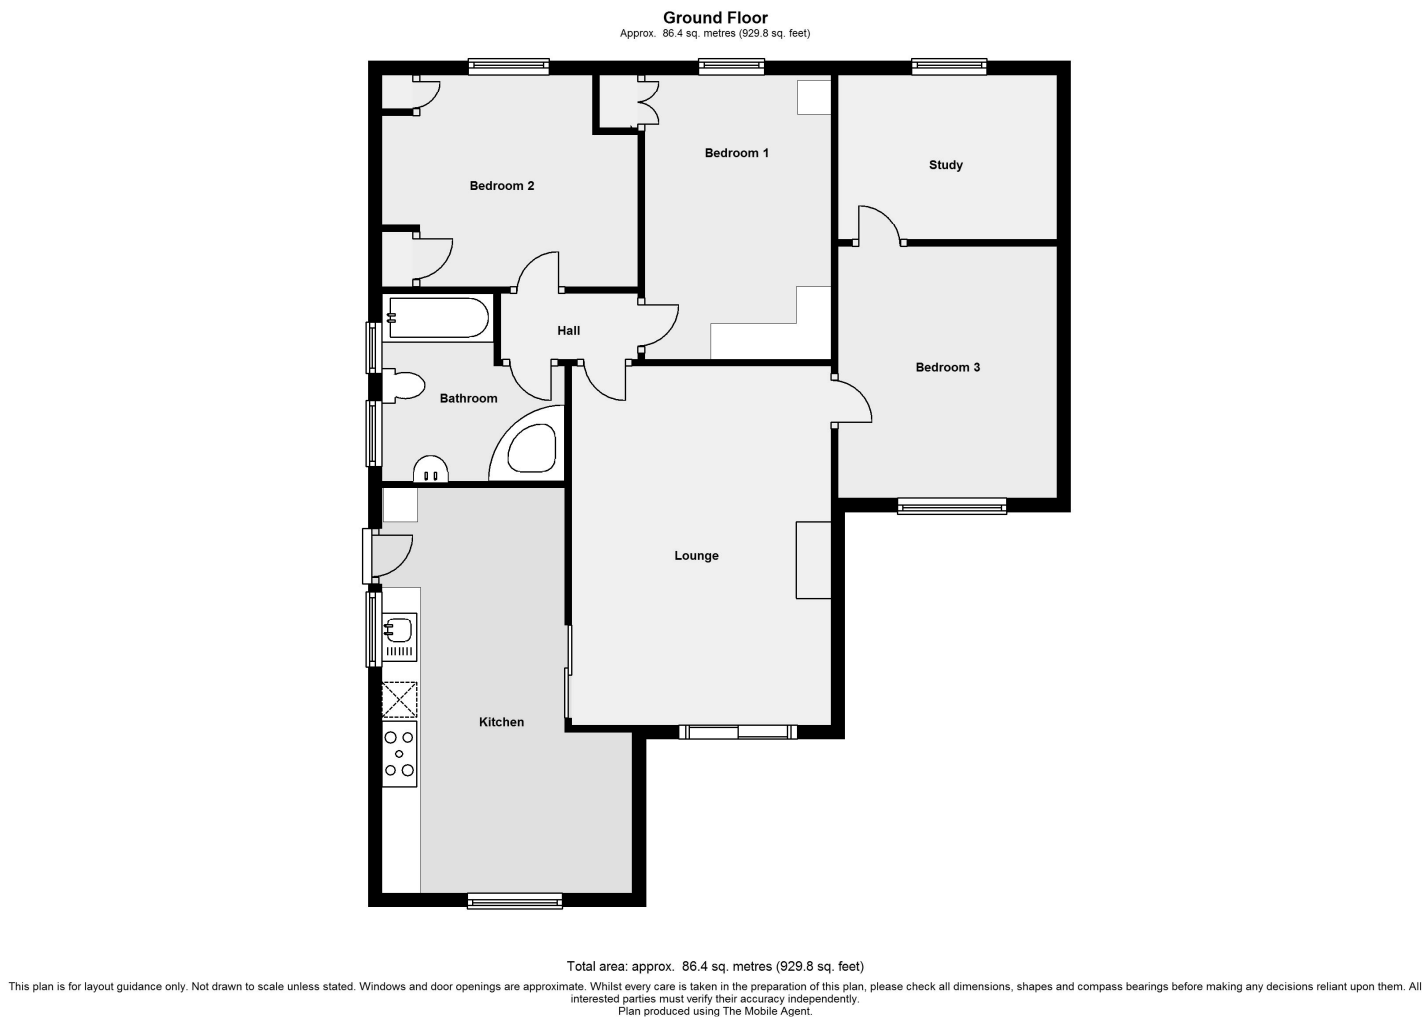 Ground Floor
Approx. 86.4 sq. metres (929.8 sq. feet)
Bedroom 1
Study
Bedroom 2
Hall
Bedroom 3
Bathroom
Lounge
Kitchen
Total area: approx. 86.4 sq. metres (929.8 sq. feet)
This plan is for layout guidance only. Not drawn to scale unless stated. Windows and door openings are approximate. Whilst every care is taken in the preparation of this plan, please check all dimensions, shapes and compass bearings before making any decisions reliant upon them. All
interested parties must verify their accuracy independently.
Plan produced using The Mobile Agent.